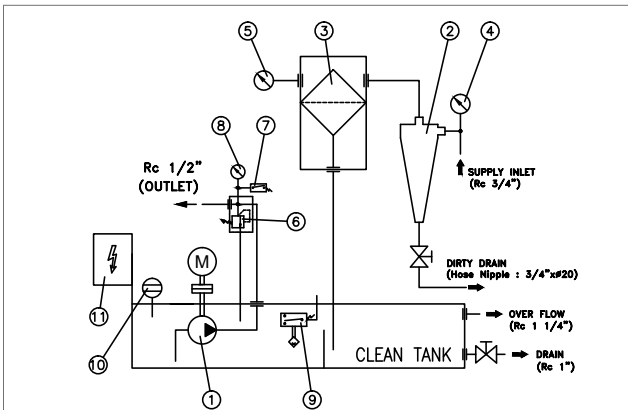 5
3
2
4
8
7
Rc 1/2"
(OUTLET)
SUPPLY INLET
(Rc 3/4")
6
M
DIRTY DRAIN
(Hose Nipple : 3/4"xø20)
11
10
OVER FLOW
(Rc 1 1/4")
CLEAN TANK
DRAIN
(Rc 1")
1
9